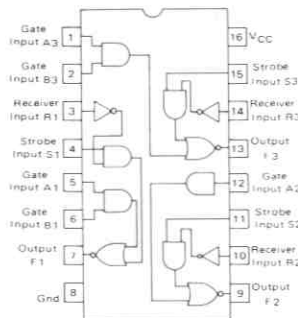 Gate
Input A3
1
Gate
Input B3
2
Receiver
Input R1
3
Strobe
Input S1
4
Gate
Input A1
5
Gate
Input B1
6
Output
F1
7
Gnd
8
16
VCC
15
Strobe
Input S3
14
Receiver
Input R3
13
Output
F3
12
Gate
Input A2
11
Strobe
Input S2
10
Receiver
Input R2
9
Output
F2